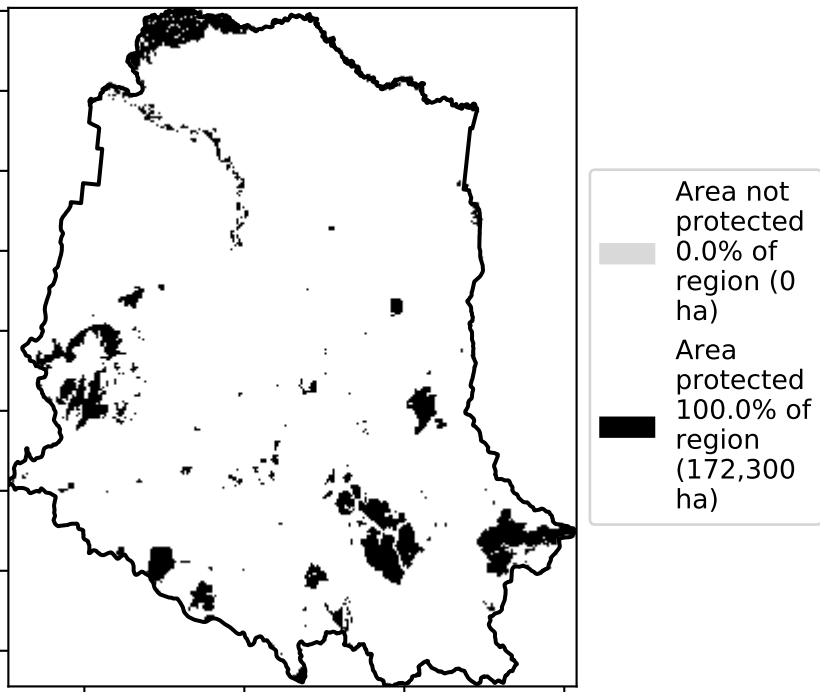 Area not
protected
0.0% of
region (0
ha)
Area
protected
100.0% of
region
(172,300
ha)